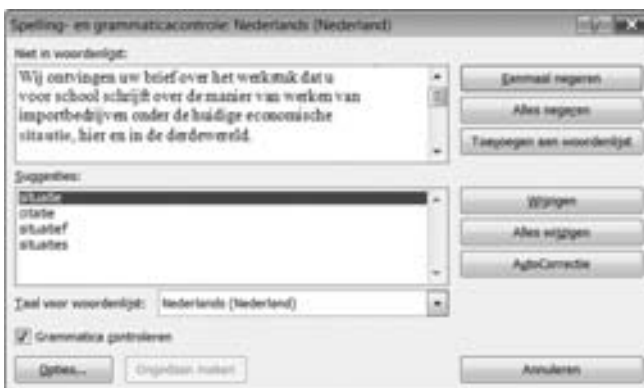 Spelling- en grammaticacontrole: Nederlands (Nederland)
Niet in woordenlijst:
Wij ontvingen uw brief over het werkstuk dat u
voor school schrijft over de manier van werken van
importbedrijven onder de huidige economische
sitautie, hier en in de derdewereld.
Eenmaal negeren
Alles negeren
Toevoegen aan woordenlijst
Suggesties:
situatie
citatie
situatief
situaties
Wijzigen
Alles wijzigen
AutoCorrectie
Taal voor woordenlijst: Nederlands (Nederland)
Grammatica controleren
Opties... Ongedaan maken Annuleren